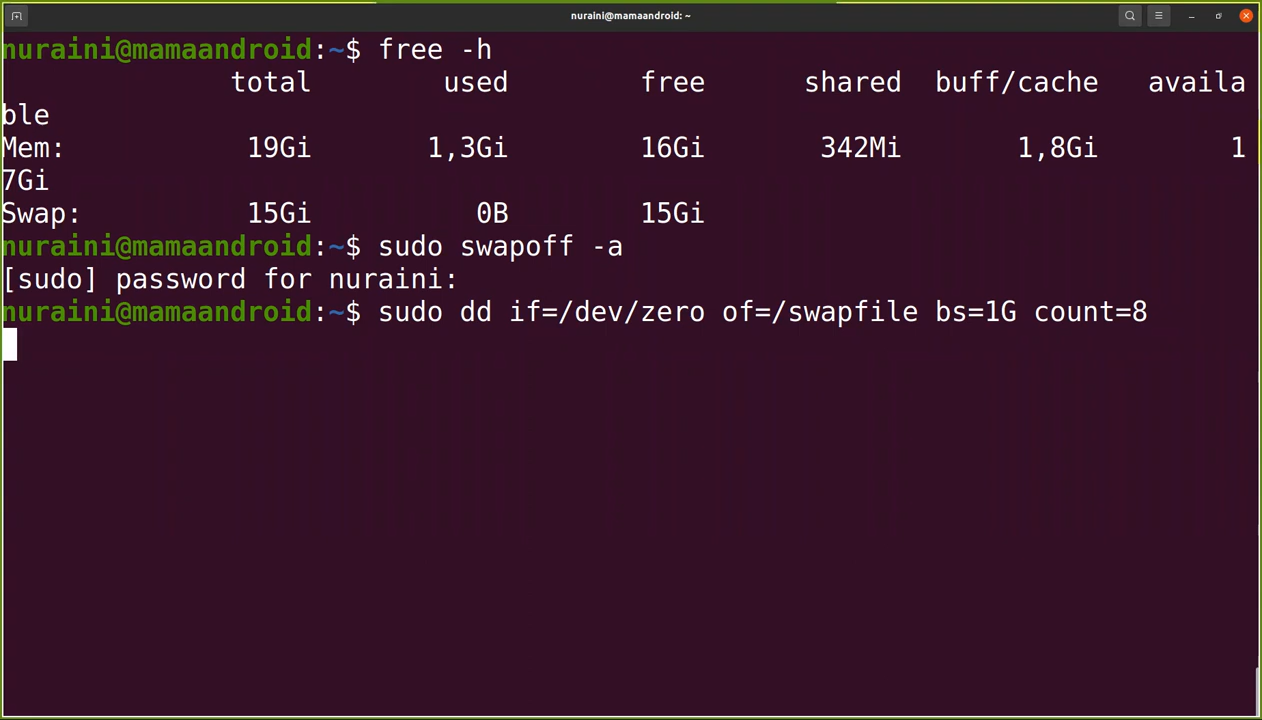 nuraini@mamaandroid: ~
nuraini@mamaandroid:~$ free -h
total used free shared buff/cache availa
ble
Mem: 19Gi 1,3Gi 16Gi 342Mi 1,8Gi 1
7Gi
Swap: 15Gi 0B 15Gi
nuraini@mamaandroid:~$ sudo swapoff -a
[sudo] password for nuraini:
nuraini@mamaandroid:~$ sudo dd if=/dev/zero of=/swapfile bs=1G count=8